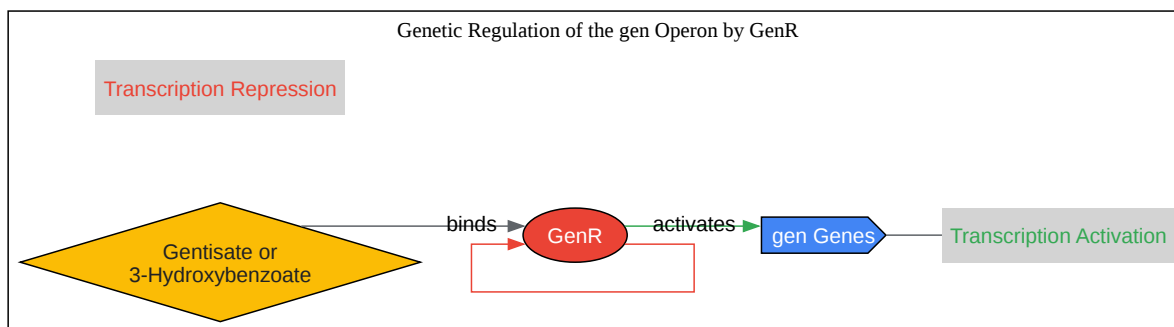 Genetic Regulation of the gen Operon by GenR
Transcription Repression
Gentisate or
3-Hydroxybenzoate
binds
GenR
activates
gen Genes
Transcription Activation